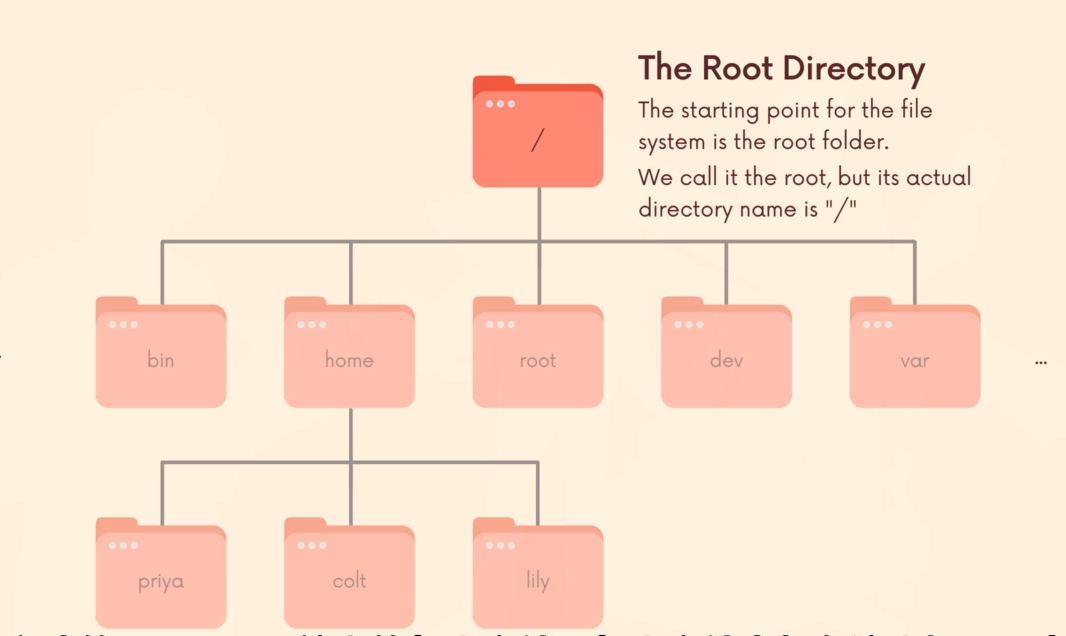 The Root Directory
/
The starting point for the file
system is the root folder.
We call it the root, but its actual
directory name is "/"
bin
home
root
dev
var
...
priya
colt
lily